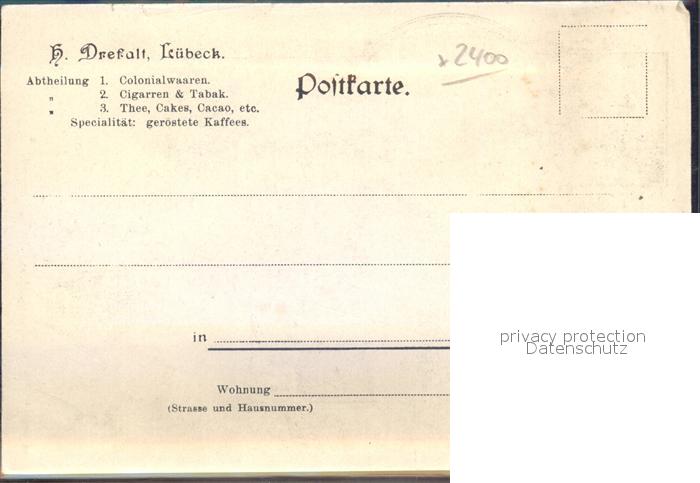 H. Drefalt, Lübeck.
Abtheilung 1. Colonialwaaren.
„ 2. Cigarren & Tabak.
„ 3. Thee, Cakes, Cacao, etc.
Specialität: geröstete Kaffees.
x 2400
Postkarte.
in
Wohnung
(Strasse und Hausnummer.)
privacy protection
Datenschutz